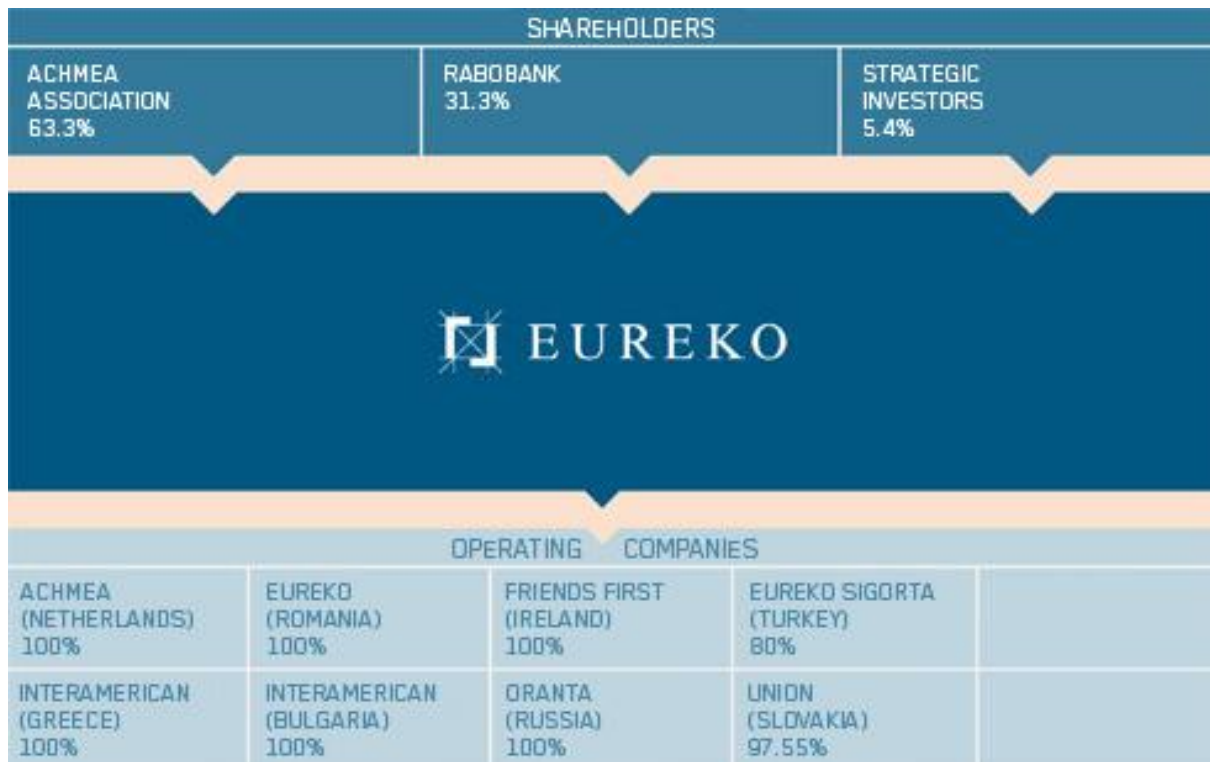 SHAREHOLDERS
ACHMEA
ASSOCIATION
63.3%
RABOBANK
31.3%
STRATEGIC
INVESTORS
5.4%
EUREKO
OPERATING COMPANIES
ACHMEA
(NETHERLANDS)
100%
EUREKO
(ROMANIA)
100%
FRIENDS FIRST
(IRELAND)
100%
EUREKO SIGORTA
(TURKEY)
80%
INTERAMERICAN
(GREECE)
100%
INTERAMERICAN
(BULGARIA)
100%
ORANTA
(RUSSIA)
100%
UNION
(SLOVAKIA)
97.55%